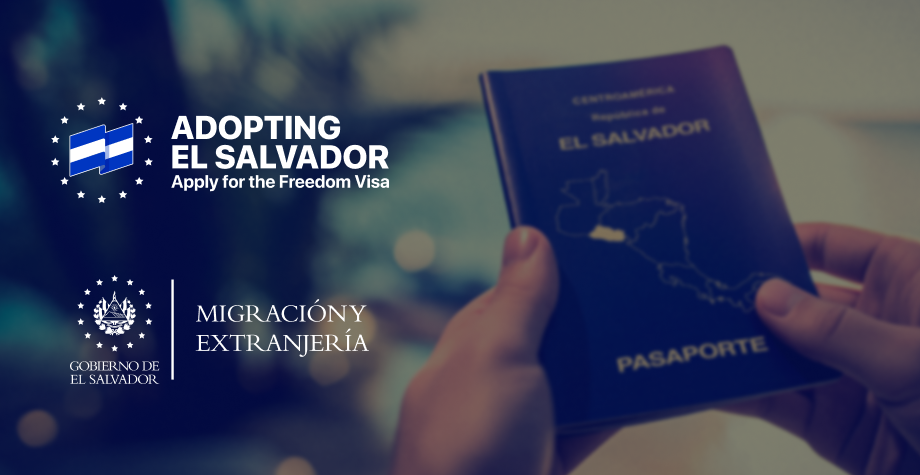 ADOPTING
EL SALVADOR
Apply for the Freedom Visa
GOBIERNO DE
EL SALVADOR
MIGRACIÓNY
EXTRANJERÍA
CENTROAMÉRICA
República de
EL SALVADOR
PASAPORTE